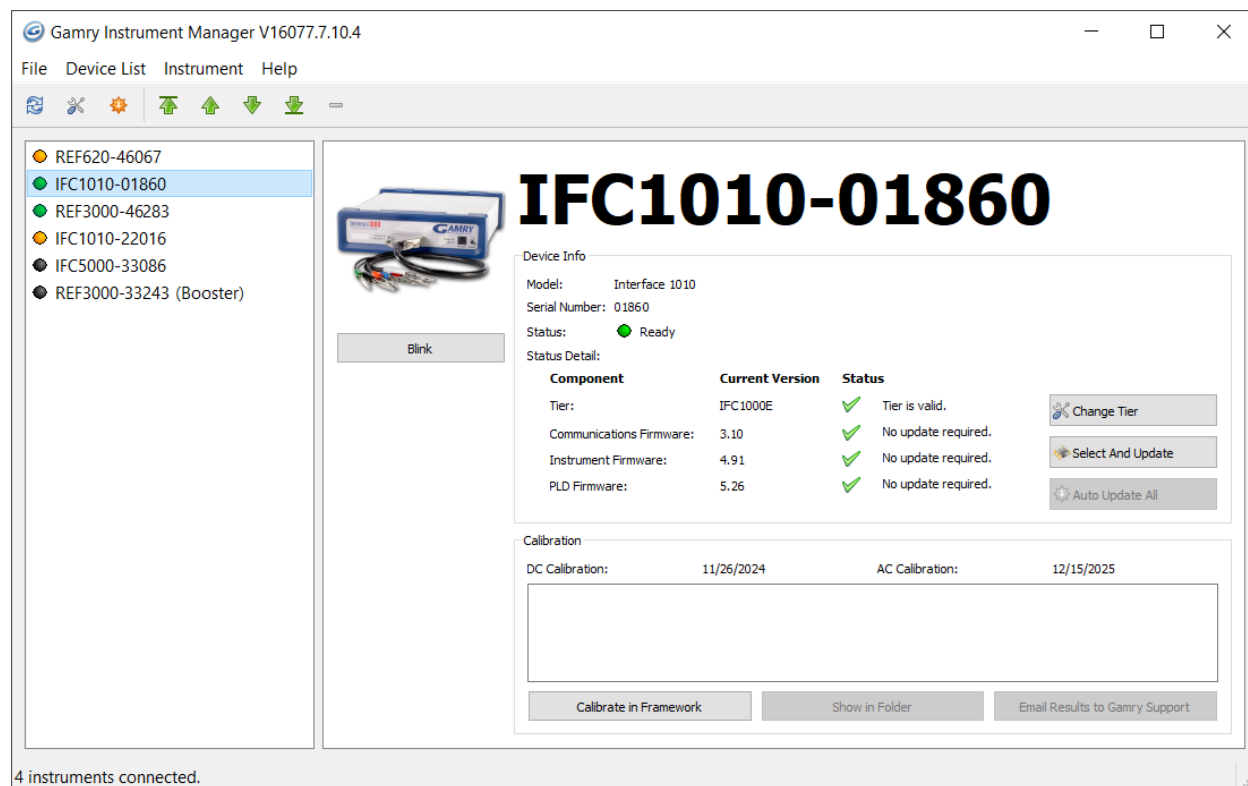 Gamry Instrument Manager V16077.7.10.4
File Device List Instrument Help
REF620-46067
IFC1010-01860
REF3000-46283
IFC1010-22016
IFC5000-33086
REF3000-33243 (Booster)
GAMRY
Blink
IFC1010-01860
Device Info
Model: Interface 1010
Serial Number: 01860
Status: Ready
Status Detail:
Component Current Version Status
Tier: IFC1000E Tier is valid.
Change Tier
Communications Firmware: 3.10 No update required.
Instrument Firmware: 4.91 No update required.
Select And Update
PLD Firmware: 5.26 No update required.
Auto Update All
Calibration
DC Calibration: 11/26/2024 AC Calibration: 12/15/2025
Calibrate in Framework Show in Folder Email Results to Gamry Support
4 instruments connected.